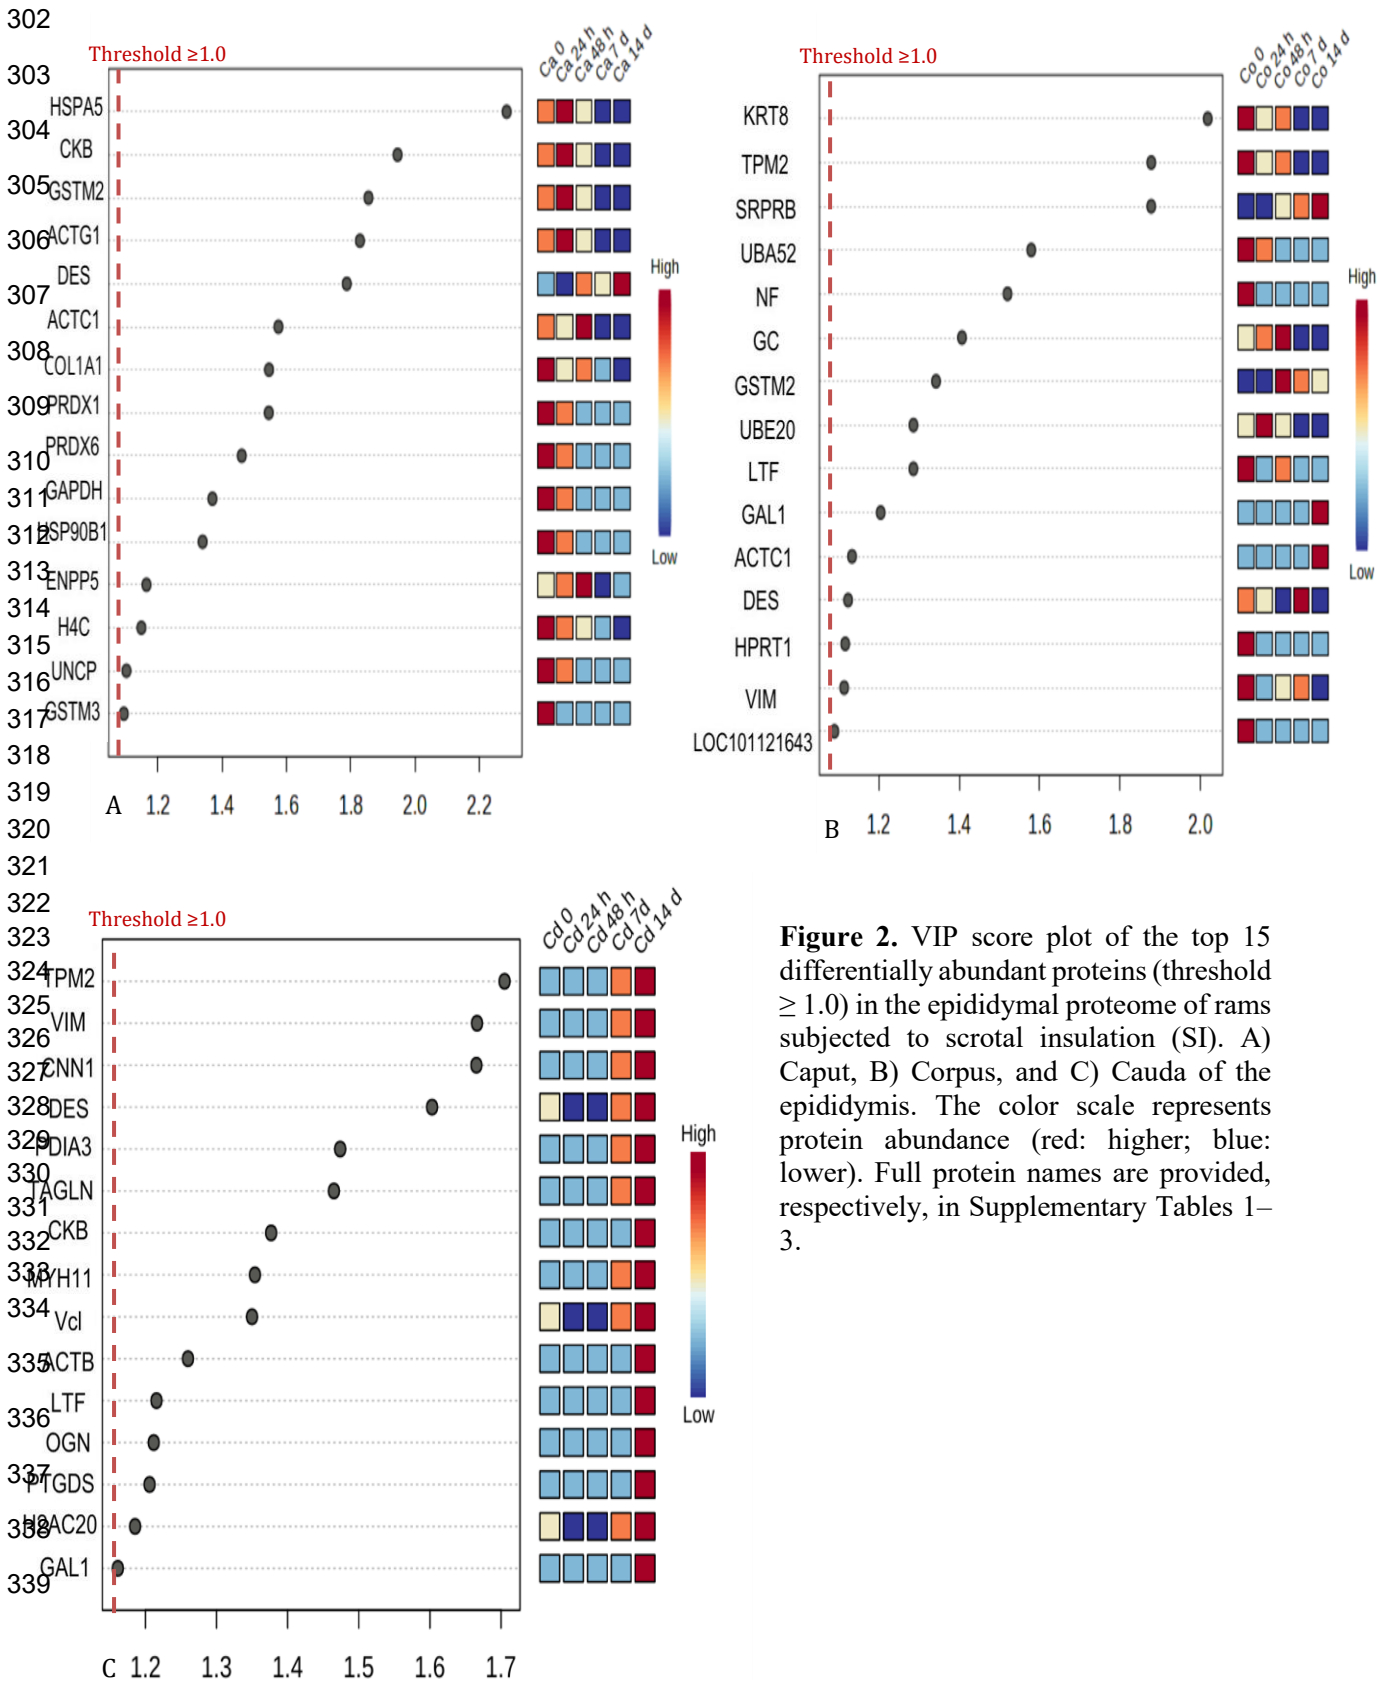 302
Threshold ≥1.0
Ca 0
Ca 24 h
Ca 48 h
Ca 7 d
Ca 14 d
303
HSPA5
304
CKB
305
GSTM2
306
ACTG1
DES
307
ACTC1
308
COL1A1
309
PRDX1
PRDX6
310
GAPDH
311
HSP90B1
312
313
ENPP5
314
H4C
315
UNCP
316
GSTM3
317
318
High
Low
319
A
1.2
1.4
1.6
1.8
2.0
2.2
Threshold ≥1.0
Co 0
Co 24 h
Co 48 h
Co 7 d
Co 14 d
KRT8
TPM2
SRPRB
UBA52
NF
GC
GSTM2
UBE20
LTF
GAL1
ACTC1
DES
HPRT1
VIM
LOC101121643
High
Low
B
1.2
1.4
1.6
1.8
2.0
320
321
322
Threshold ≥1.0
Cd 0
Cd 24 h
Cd 48 h
Cd 7d
Cd 14 d
323
324
TPM2
325
VIM
326
327
CNN1
328
DES
329
PDIA3
330
TAGLN
331
CKB
332
333
MYH11
334
Vcl
335
ACTB
LTF
336
OGN
337
PTGDS
338
H2AC20
GAL1
339
High
Low
C
1.2
1.3
1.4
1.5
1.6
1.7
Figure 2. VIP score plot of the top 15
differentially abundant proteins (threshold
≥ 1.0) in the epididymal proteome of rams
subjected to scrotal insulation (SI). A)
Caput, B) Corpus, and C) Cauda of the
epididymis. The color scale represents
protein abundance (red: higher; blue:
lower). Full protein names are provided,
respectively, in Supplementary Tables 1–
3.